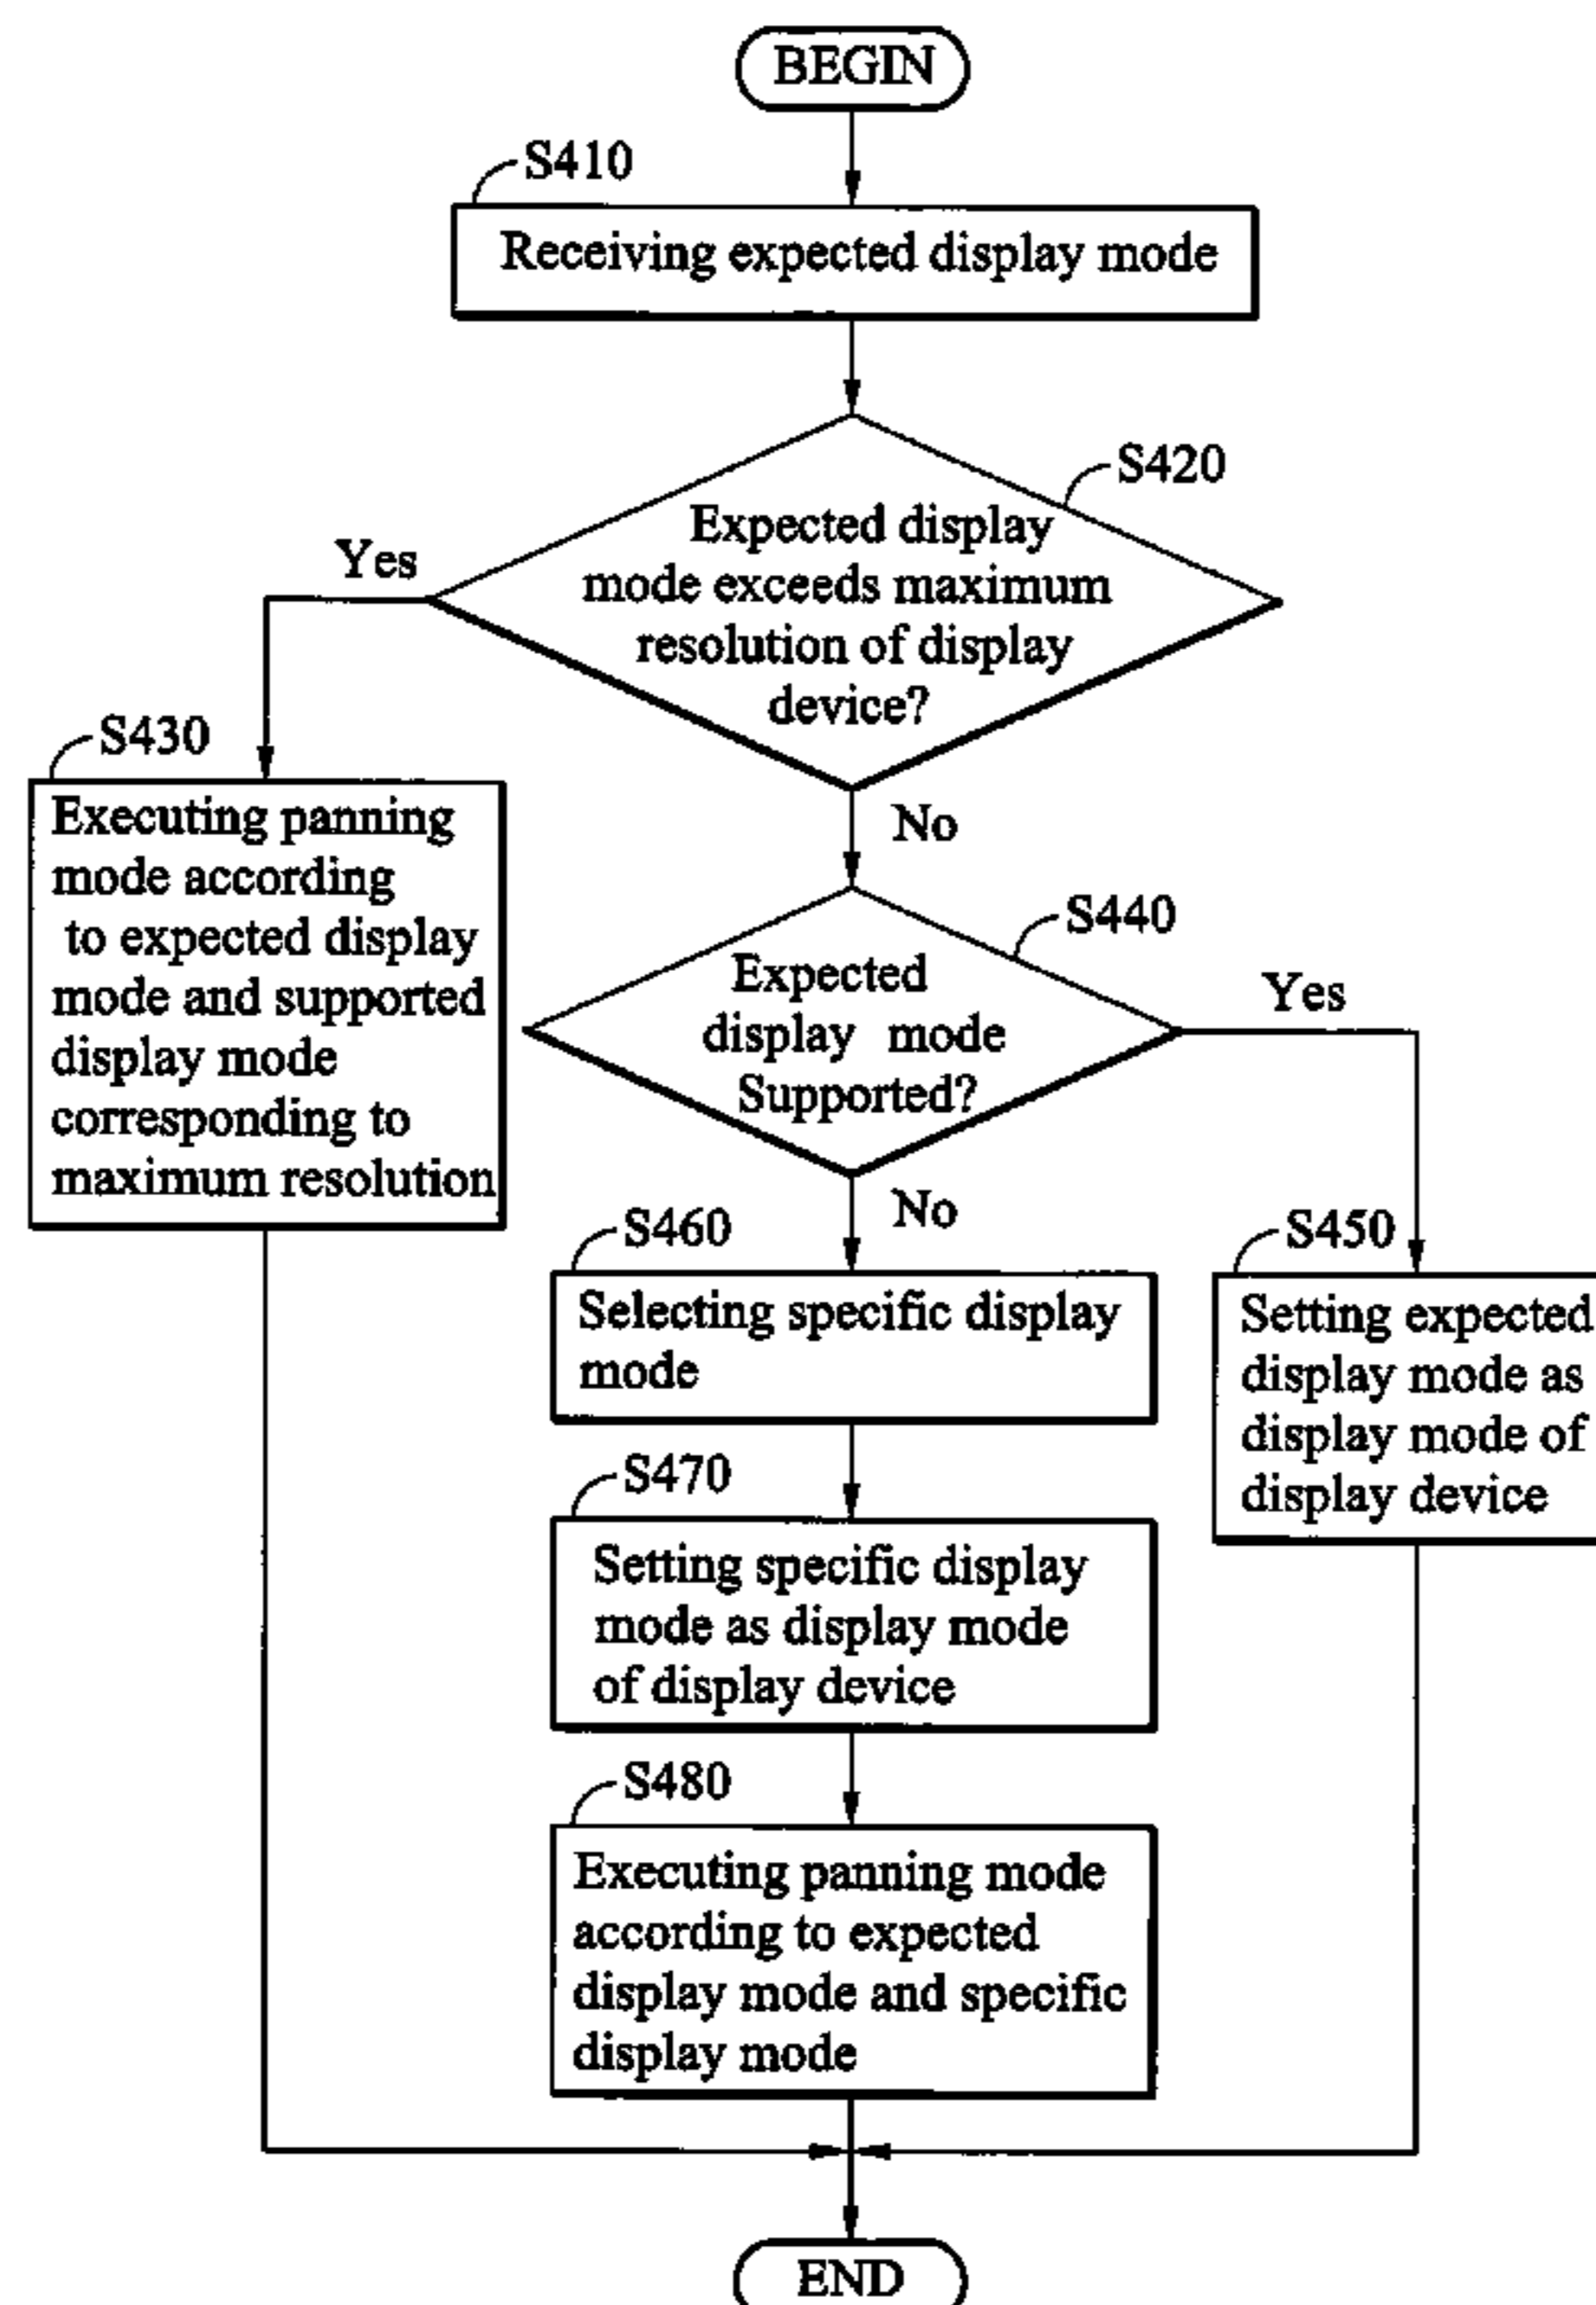 BEGIN
S410
Receiving expected display mode
S420
Expected display
mode exceeds maximum
resolution of display
device?
Yes
No
S430
Executing panning
mode according
to expected display
mode and supported
display mode
corresponding to
maximum resolution
S440
Expected
display mode
Supported?
Yes
No
S450
Setting expected
display mode as
display mode of
display device
S460
Selecting specific display
mode
S470
Setting specific display
mode as display mode
of display device
S480
Executing panning mode
according to expected
display mode and specific
display mode
END